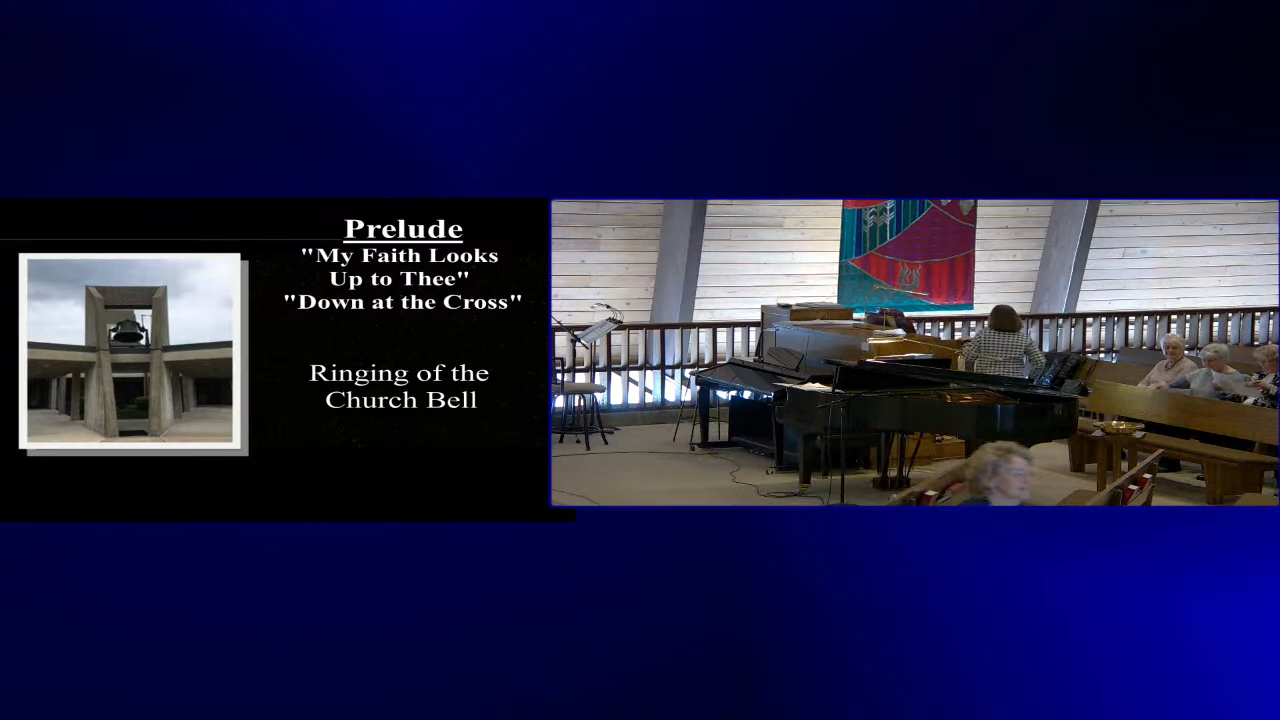 Prelude
"My Faith Looks
Up to Thee"
"Down at the Cross"
Ringing of the
Church Bell